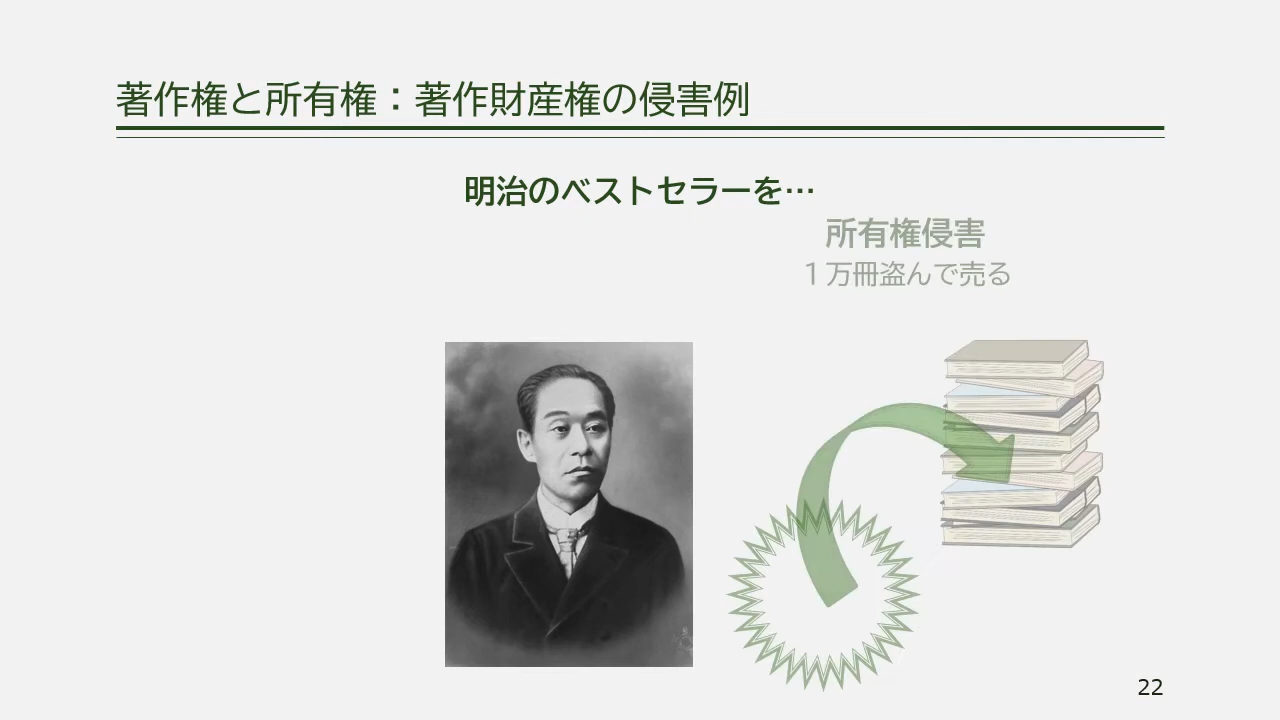 著作権と所有権：著作財産権の侵害例
明治のベストセラーを…
所有権侵害
１万冊盗んで売る
22